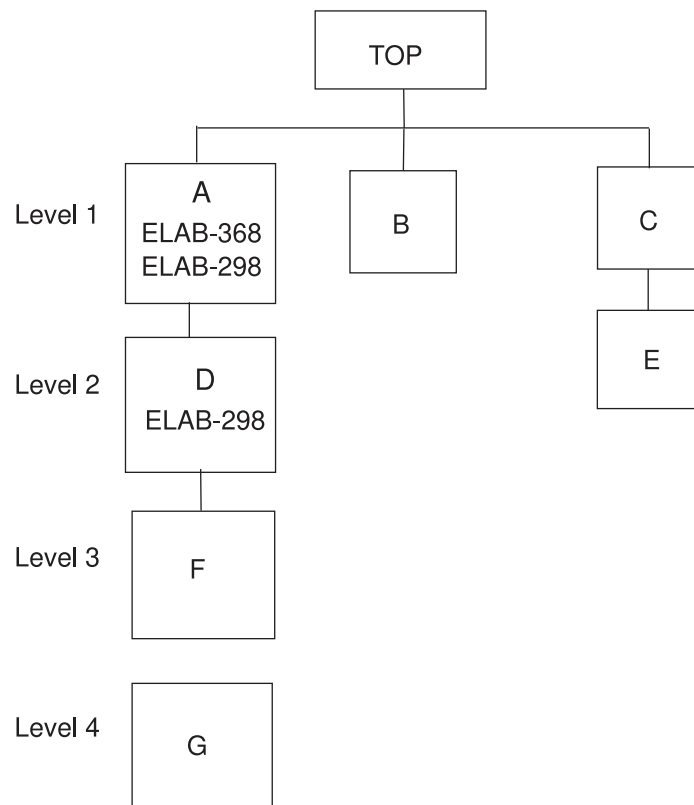 TOP
Level 1
A
ELAB-368
ELAB-298
B
C
Level 2
D
ELAB-298
E
Level 3
F
Level 4
G